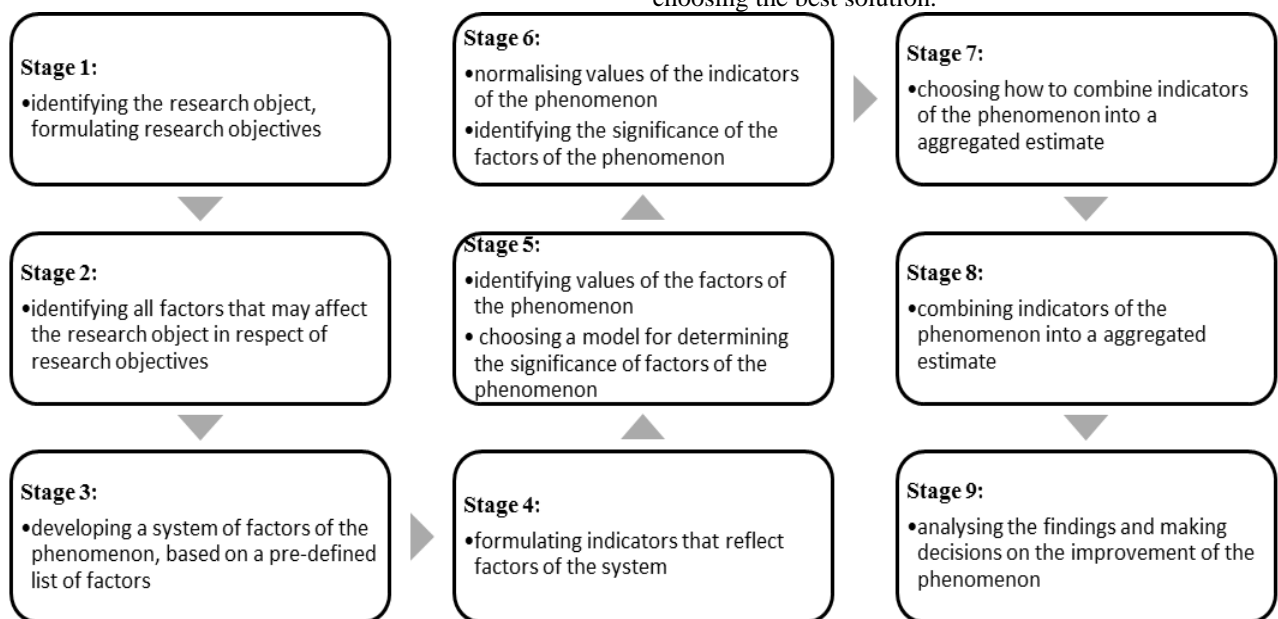 choosing the best solution.
Stage 1:
•identifying the research object,
formulating research objectives
Stage 2:
•identifying all factors that may affect
the research object in respect of
research objectives
Stage 3:
•developing a system of factors of the
phenomenon, based on a pre-defined
list of factors
Stage 4:
•formulating indicators that reflect
factors of the system
Stage 5:
•identifying values of the factors of
the phenomenon
• choosing a model for determining
the significance of factors of the
phenomenon
Stage 6:
•normalising values of the indicators
of the phenomenon
•identifying the significance of the
factors of the phenomenon
Stage 7:
•choosing how to combine indicators
of the phenomenon into a
aggregated estimate
Stage 8:
•combining indicators of the
phenomenon into a aggregated
estimate
Stage 9:
•analysing the findings and making
decisions on the improvement of the
phenomenon